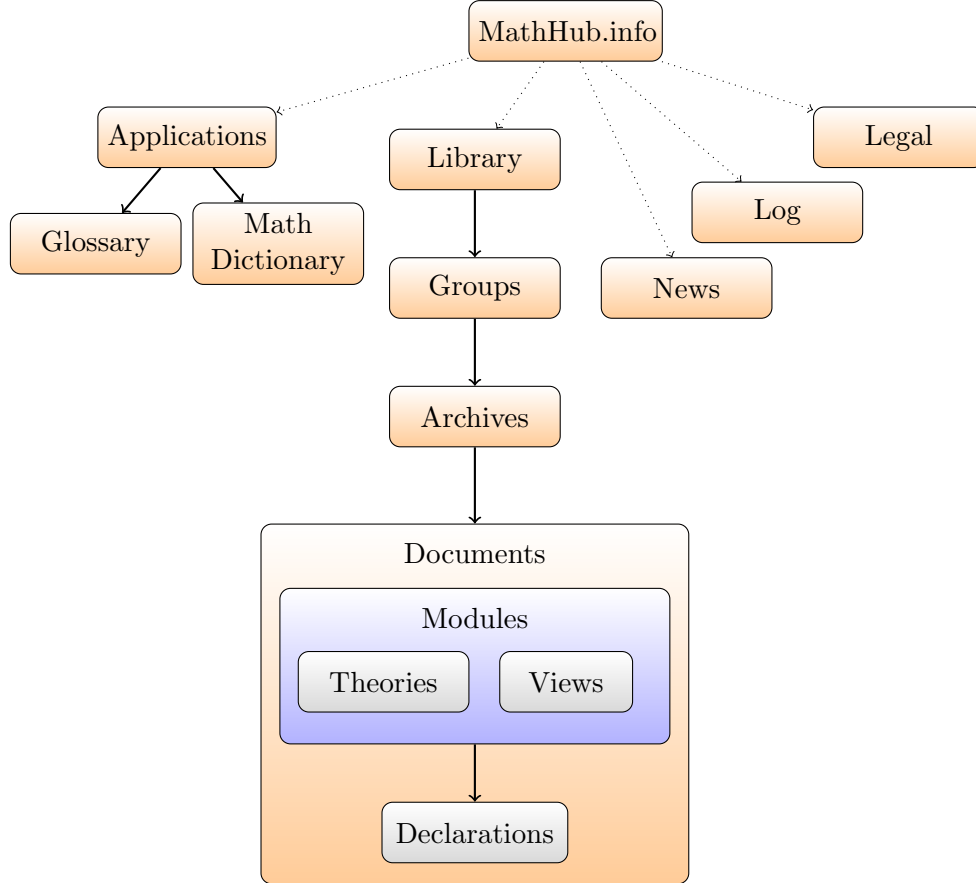 MathHub.info
Applications
Library
Legal
Log
Glossary
Math
Dictionary
Groups
News
Archives
Documents
Modules
Theories
Views
Declarations